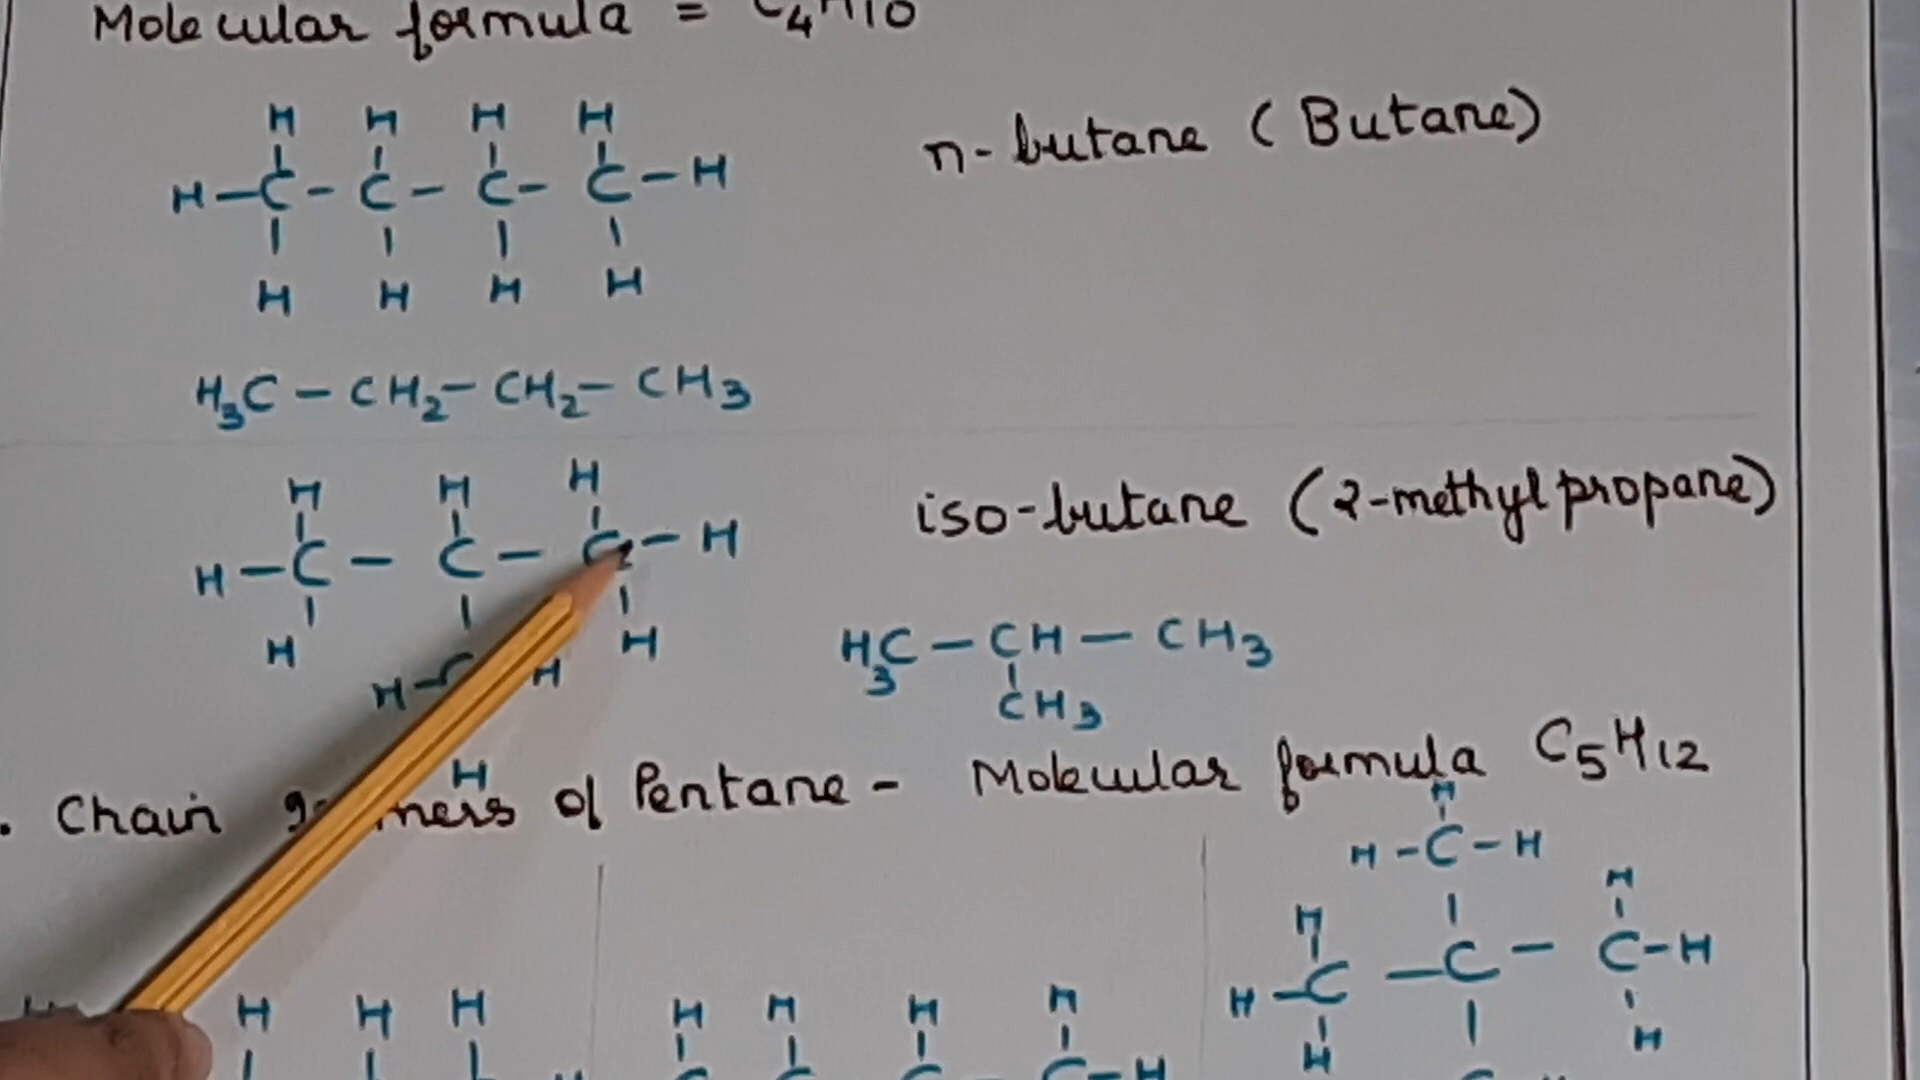 Molecular formula = C4H10
H H H H
H-C-C-C-C-H
H H H H
n-butane (Butane)
H3C-CH2-CH2-CH3
H H H
H-C-C-C-H
H H
H-C H
H
iso-butane (2-methyl propane)
H3C-CH-CH3
CH3
Chain of Pentane - Molecular formula C5H12
H
H-C-H
H H
H-C-C-C-H
H H
H H H
H H H H
C C C C-H